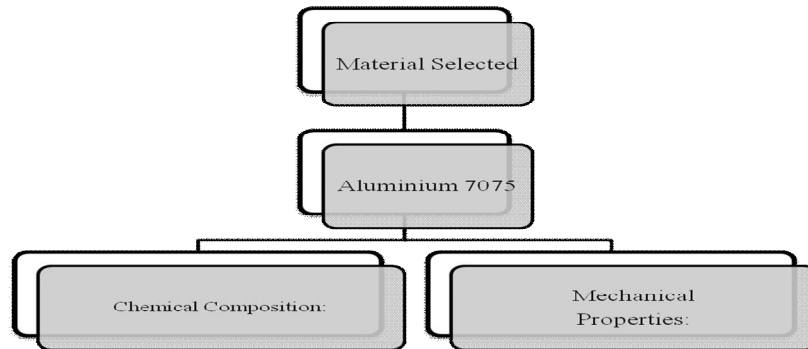 Material Selected
Aluminium 7075
Chemical Composition:
Mechanical
Properties: